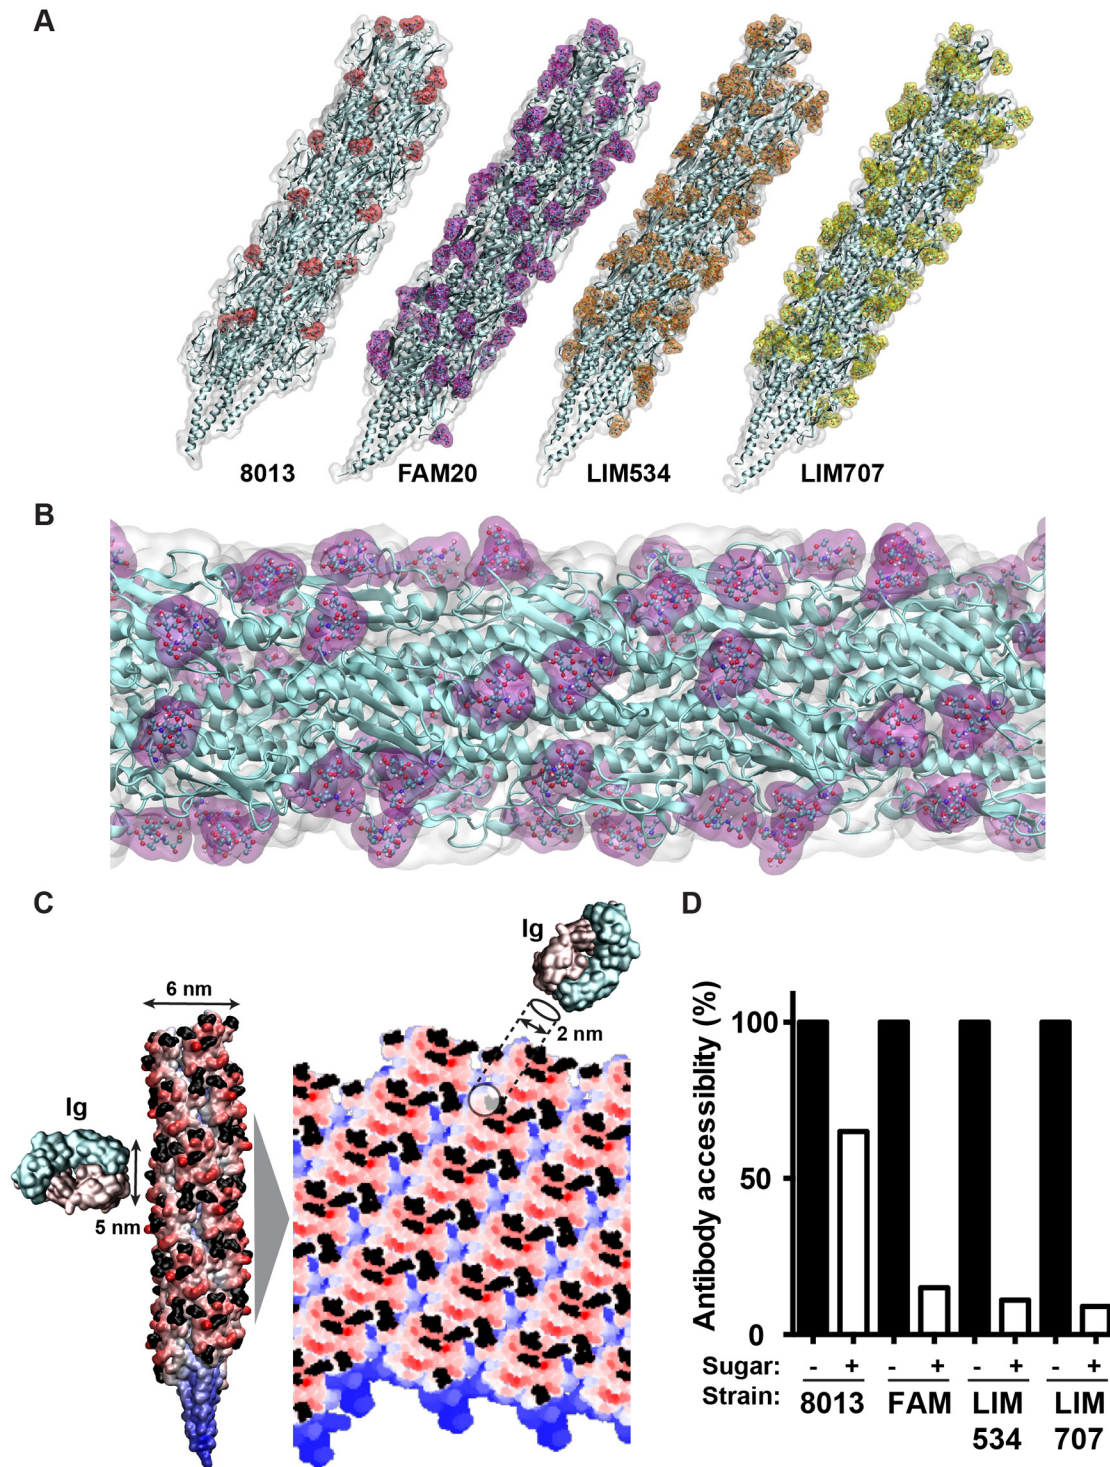 A
8013
FAM20
LIM534
LIM707
B
C
Ig
6 nm
Ig
5 nm
2 nm
D
Antibody accessiblity (%)
100
50
0
Sugar: - + - + - + - +
Strain: 8013 FAM LIM LIM
534 707